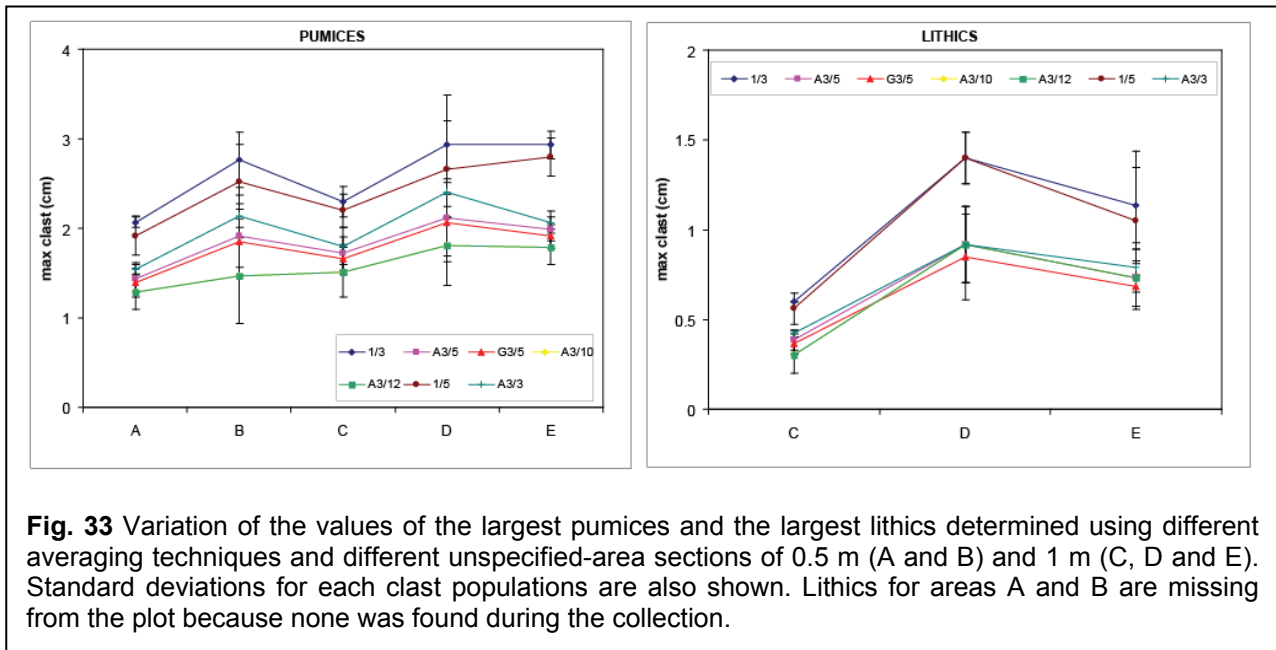 PUMICES
4
3
2
1
0
max clast (cm)
1/3 A3/5 G3/5 A3/10
A3/12 1/5 A3/3
A B C D E
LITHICS
2
1.5
1
0.5
0
max clast (cm)
1/3 A3/5 G3/5 A3/10 A3/12 1/5 A3/3
C D E
Fig. 33 Variation of the values of the largest pumices and the largest lithics determined using different
averaging techniques and different unspecified-area sections of 0.5 m (A and B) and 1 m (C, D and E).
Standard deviations for each clast populations are also shown. Lithics for areas A and B are missing
from the plot because none was found during the collection.